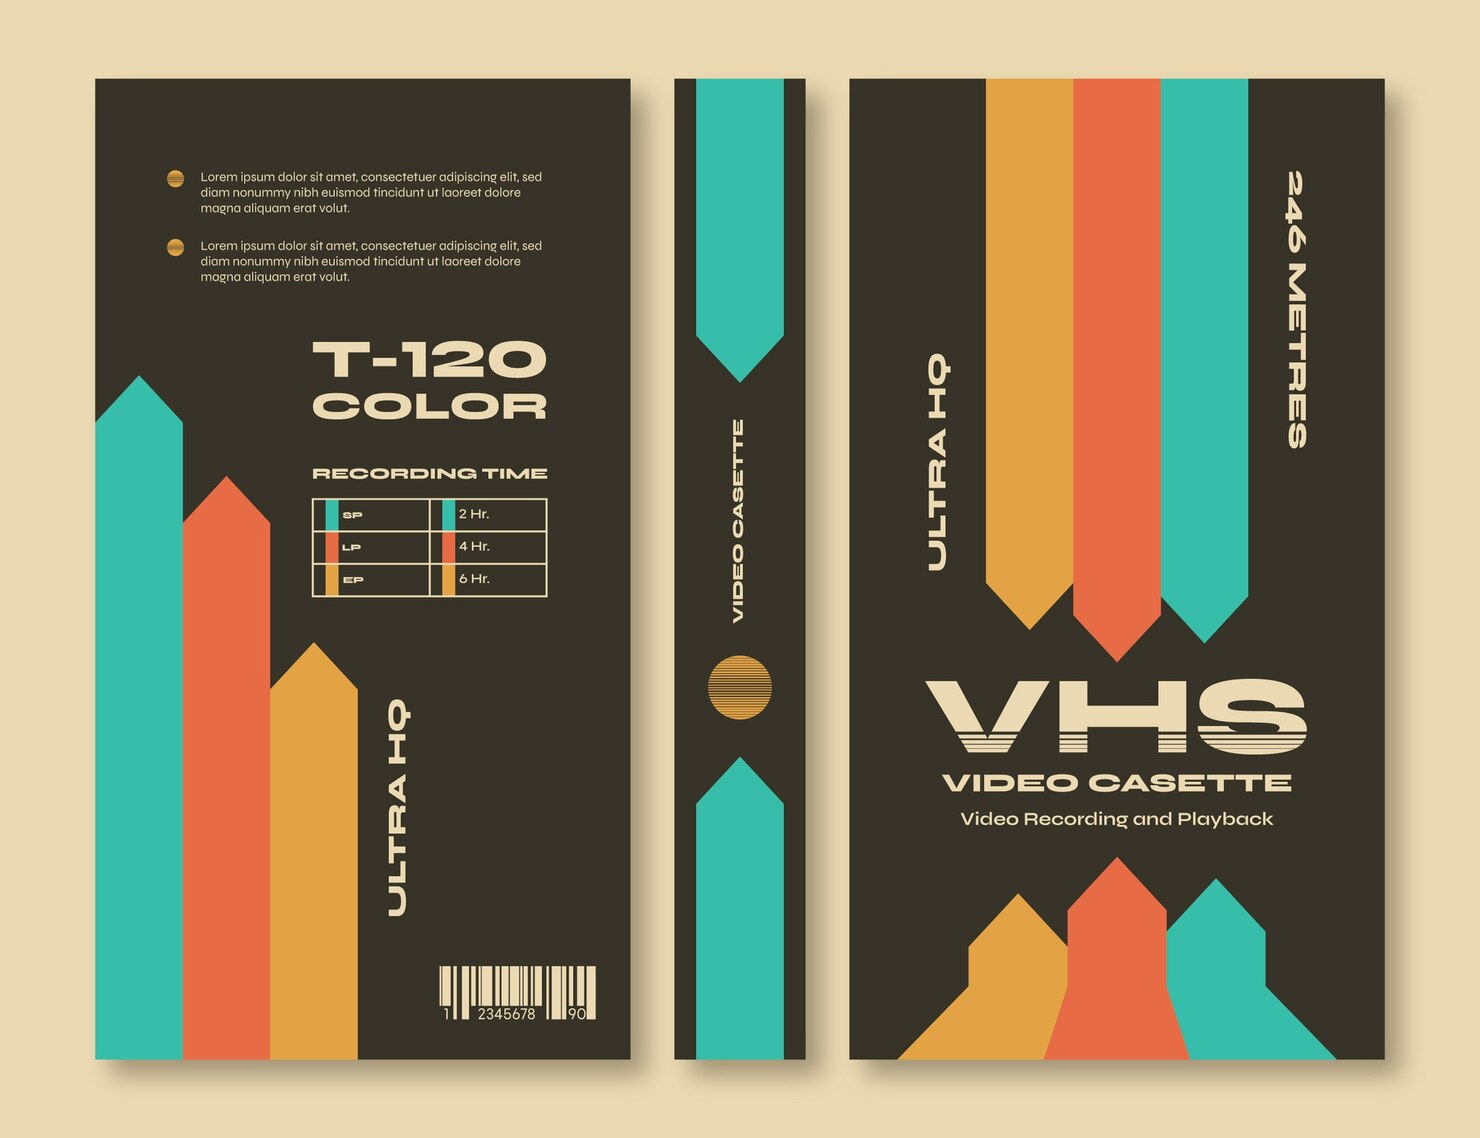 Lorem ipsum dolor sit amet, consectetuer adipiscing elit, sed
diam nonummy nibh euismod tincidunt ut laoreet dolore
magna aliquam erat volut.
Lorem ipsum dolor sit amet, consectetuer adipiscing elit, sed
diam nonummy nibh euismod tincidunt ut laoreet dolore
magna aliquam erat volut.
T-120
COLOR
RECORDING TIME
SP 2 Hr.
LP 4 Hr.
EP 6 Hr.
ULTRA HQ
1 2345678 90
VIDEO CASETTE
ULTRA HQ
246 METRES
VHS
VIDEO CASETTE
Video Recording and Playback